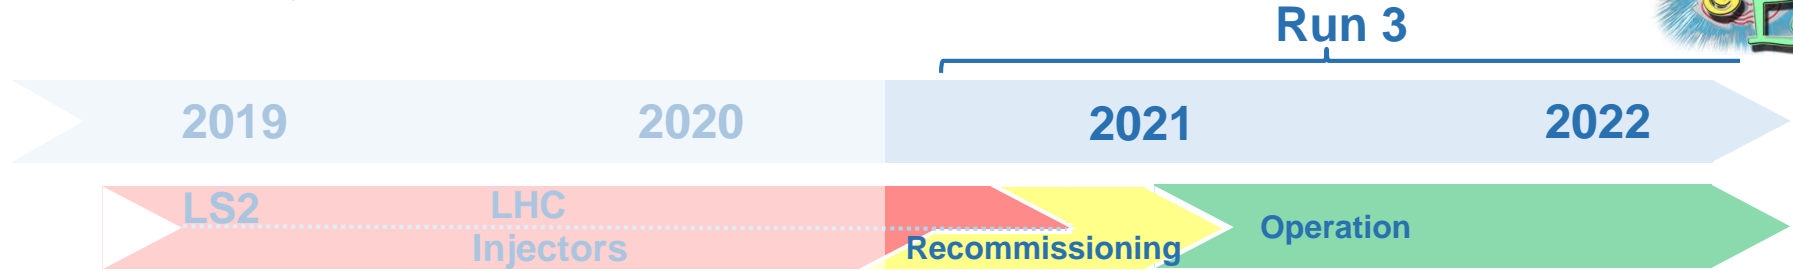 Run 3
2019 2020 2021 2022
LS2 LHC
Injectors
Recommissioning
Operation